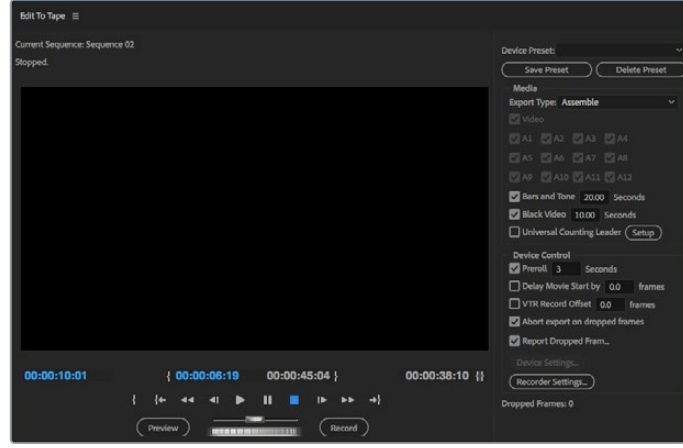 Edit To Tape
Current Sequence: Sequence 02
Stopped.
00:00:10:01
{ 00:00:06:19
00:00:45:04 }
00:00:38:10 {}
Preview
Record
Device Preset:
Save Preset
Delete Preset
Media
Export Type: Assemble
Video
A1 A2 A3 A4
A5 A6 A7 A8
A9 A10 A11 A12
Bars and Tone 20.00 Seconds
Black Video 10.00 Seconds
Universal Counting Leader Setup
Device Control
Preroll 3 Seconds
Delay Movie Start by 0.0 frames
VTR Record Offset 0.0 frames
Abort export on dropped frames
Report Dropped Fram...
Device Settings...
Recorder Settings...
Dropped Frames: 0